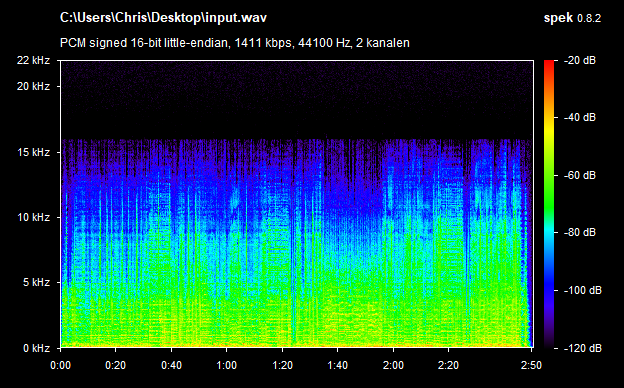 C:\Users\Chris\Desktop\input.wav
spek 0.8.2
PCM signed 16-bit little-endian, 1411 kbps, 44100 Hz, 2 kanalen
22 kHz
20 kHz
15 kHz
10 kHz
5 kHz
0 kHz
0:00
0:20
0:40
1:00
1:20
1:40
2:00
2:20
2:50
-20 dB
-40 dB
-60 dB
-80 dB
-100 dB
-120 dB